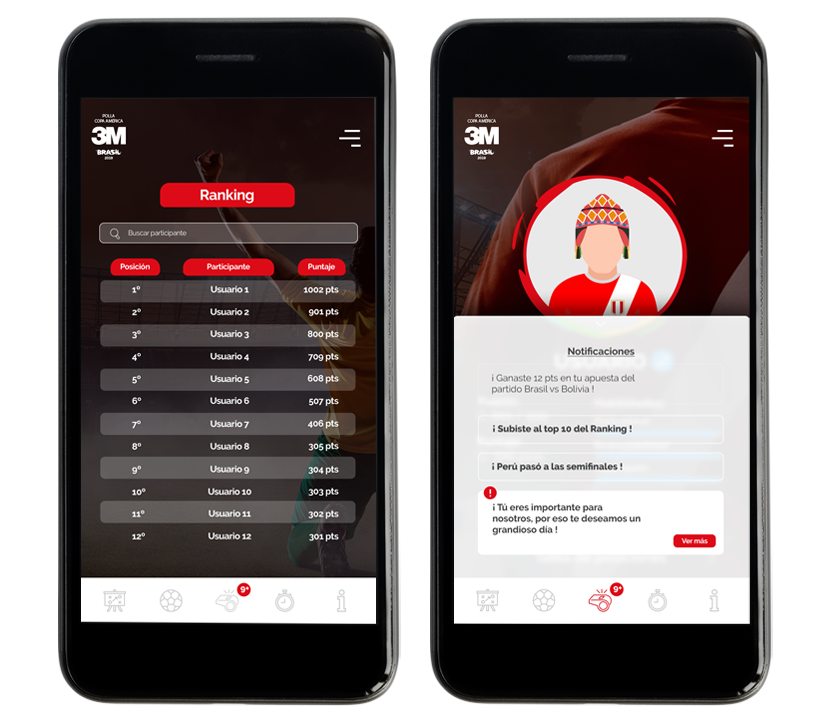 POLLA
COPA AMÉRICA
3M
BRASIL
2019
Ranking
Buscar participante
Posición Participante Puntaje
1º Usuario 1 1002 pts
2º Usuario 2 901 pts
3º Usuario 3 800 pts
4º Usuario 4 709 pts
5º Usuario 5 608 pts
6º Usuario 6 507 pts
7º Usuario 7 406 pts
8º Usuario 8 305 pts
9º Usuario 9 304 pts
10º Usuario 10 303 pts
11º Usuario 11 302 pts
12º Usuario 12 301 pts
9+
POLLA
COPA AMÉRICA
3M
BRASIL
2019
Notificaciones
¡ Ganaste 12 pts en tu apuesta del
partido Brasil vs Bolivia !
¡ Subiste al top 10 del Ranking !
¡ Perú pasó a las semifinales !
!
¡ Tú eres importante para
nosotros, por eso te deseamos un
grandioso día !
Ver más
9+